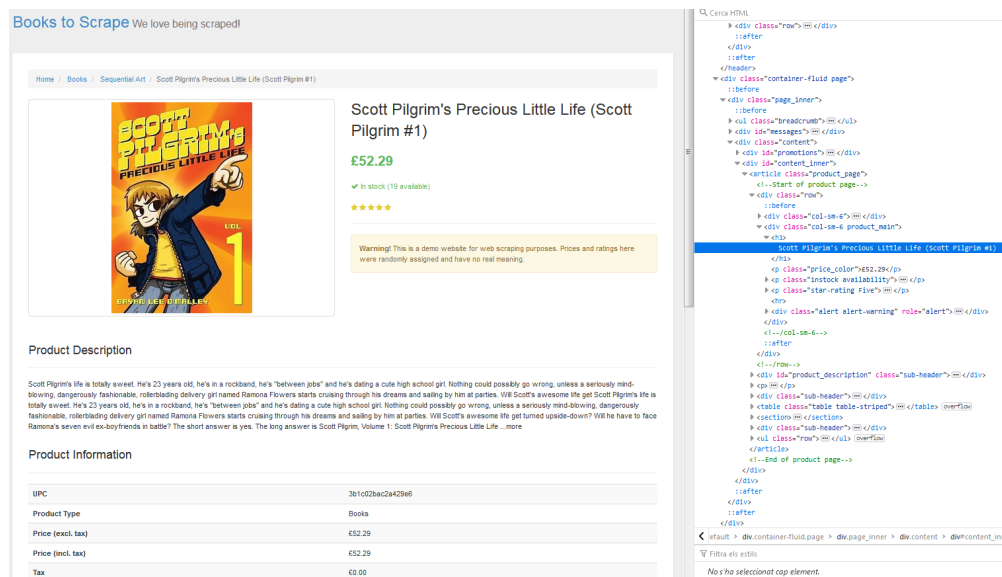 Books to Scrape We love being scraped!
Home / Books / Sequential Art / Scott Pilgrim's Precious Little Life (Scott Pilgrim #1)
SCOTT
PILGRIM'S
PRECIOUS LITTLE LIFE
VOL
1
BRYAN LEE O'MALLEY
Scott Pilgrim's Precious Little Life (Scott
Pilgrim #1)
£52.29
In stock (19 available)
Warning! This is a demo website for web scraping purposes. Prices and ratings here
were randomly assigned and have no real meaning.
Product Description
Scott Pilgrim's life is totally sweet. He's 23 years old, he's in a rockband, he's "between jobs" and he's dating a cute high school girl. Nothing could possibly go wrong, unless a seriously mind-
blowing, dangerously fashionable, rollerblading delivery girl named Ramona Flowers starts cruising through his dreams and sailing by him at parties. Will Scott's awesome life get Scott Pilgrim's life is
totally sweet. He's 23 years old, he's in a rockband, he's "between jobs" and he's dating a cute high school girl. Nothing could possibly go wrong, unless a seriously mind-blowing, dangerously
fashionable, rollerblading delivery girl named Ramona Flowers starts cruising through his dreams and sailing by him at parties. Will Scott's awesome life get turned upside-down? Will he have to face
Ramona's seven evil ex-boyfriends in battle? The short answer is yes. The long answer is Scott Pilgrim, Volume 1: Scott Pilgrim's Precious Little Life ...more
Product Information
UPC 3b1c02bac2a429e6
Product Type Books
Price (excl. tax) £52.29
Price (incl. tax) £52.29
Tax £0.00
Cerca HTML
<div class="row"> </div>
::after
</div>
::after
</header>
<div class="container-fluid page">
::before
<div class="page_inner">
::before
<ul class="breadcrumb"> </ul>
<div id="messages"> </div>
<div class="content">
<div id="promotions"> </div>
<div id="content_inner">
<article class="product_page">
<!--Start of product page-->
<div class="row">
::before
<div class="col-sm-6"> </div>
<div class="col-sm-6 product_main">
<h1>
Scott Pilgrim's Precious Little Life (Scott Pilgrim #1)
</h1>
<p class="price_color">£52.29</p>
<p class="instock availability"> </p>
<p class="star-rating Five"> </p>
<hr>
<div class="alert alert-warning" role="alert"> </div>
</div>
<!--/col-sm-6-->
::after
</div>
<!--/row-->
<div id="product_description" class="sub-header"> </div>
<p> </p>
<div class="sub-header"> </div>
<table class="table table-striped"> </table> overflow
<section> </section>
<div class="sub-header"> </div>
<ul class="row"> </ul> overflow
</article>
<!--End of product page-->
</div>
</div>
::after
</div>
::after
</div>
efault > div.container-fluid.page > div.page_inner > div.content > div#content_inn
Filtra els estils
No s'ha seleccionat cap element.